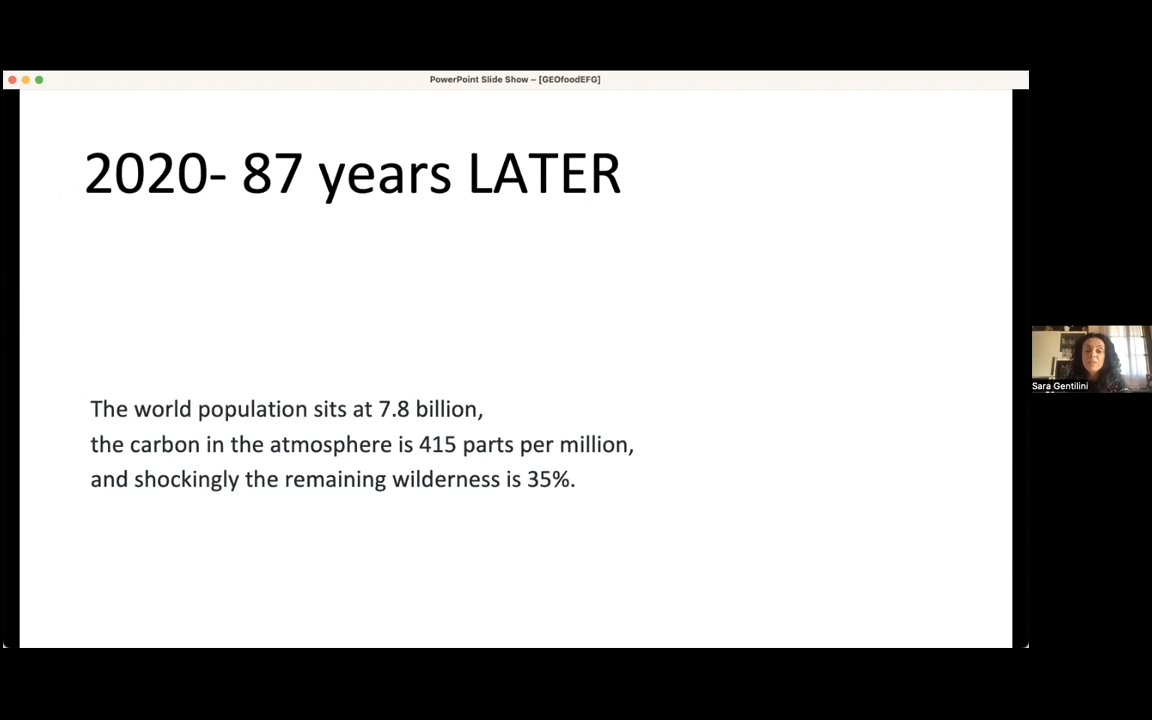 PowerPoint Slide Show – [GEOfoodEFG]
2020- 87 years LATER
The world population sits at 7.8 billion,
the carbon in the atmosphere is 415 parts per million,
and shockingly the remaining wilderness is 35%.
Sara Gentilini